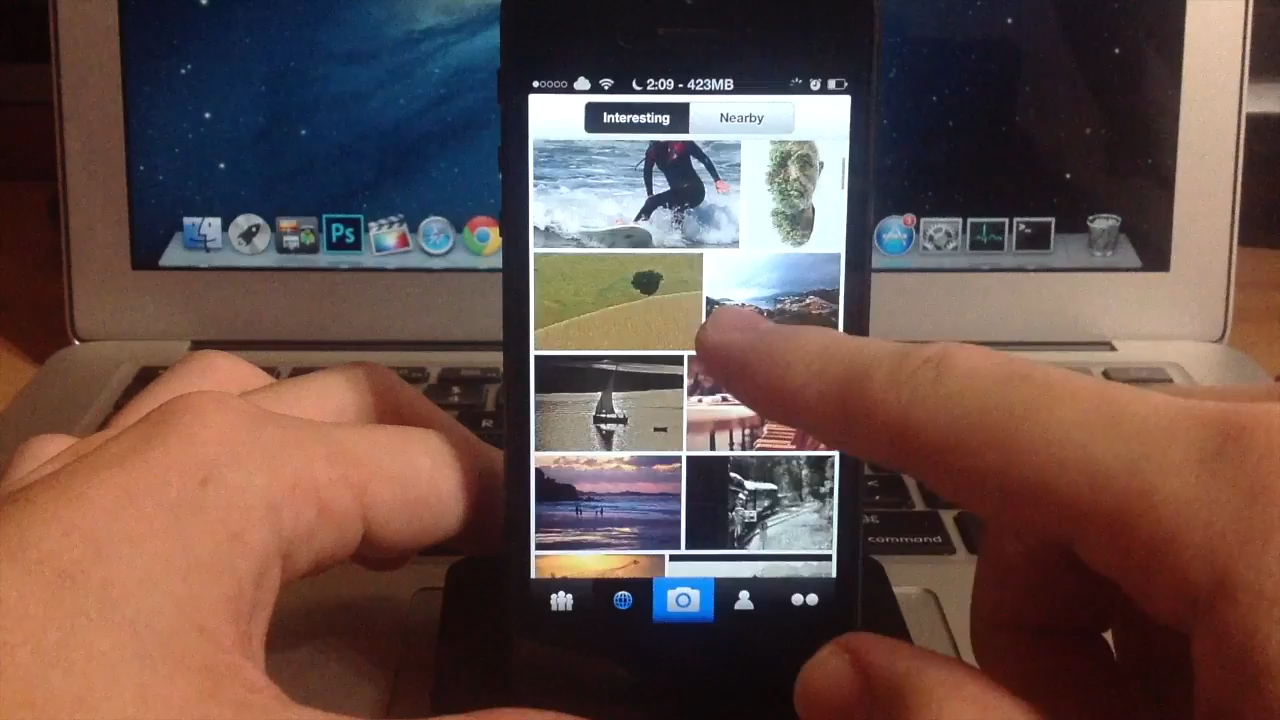 2:09 - 423MB
Interesting
Nearby
Ps
R
command